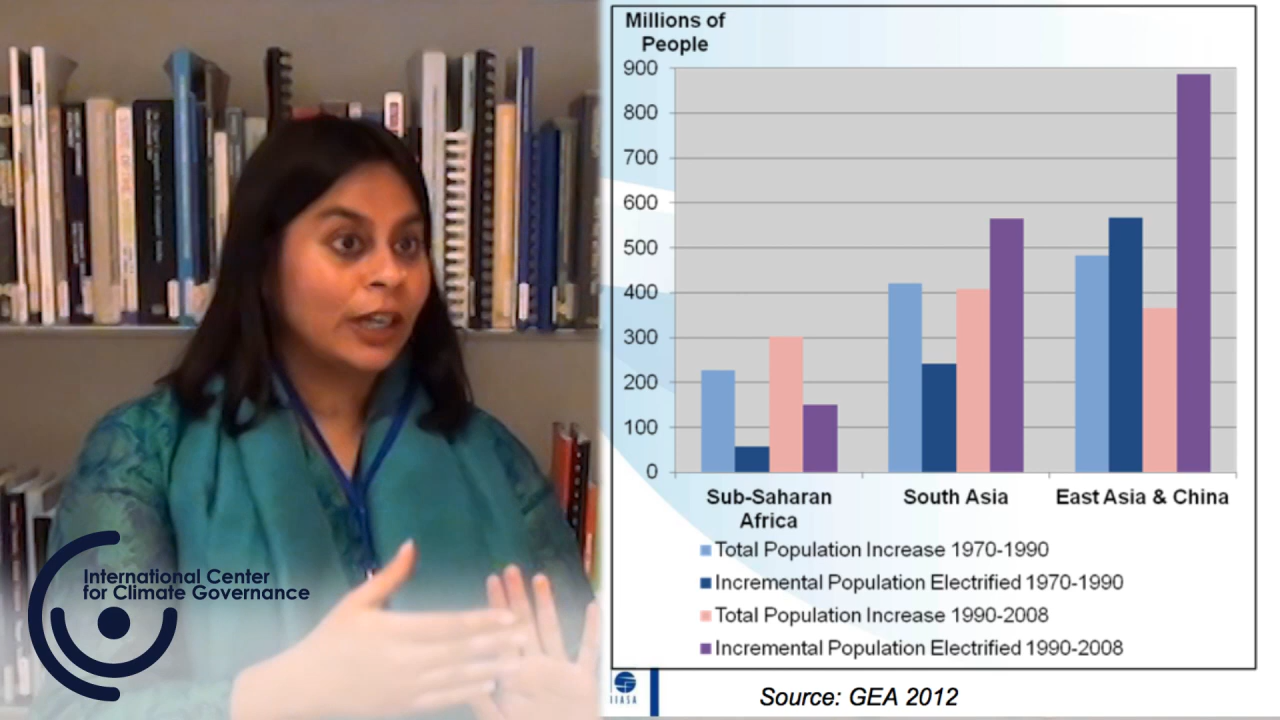 Millions of
People
900
800
700
600
500
400
300
200
100
0
Sub-Saharan
Africa
South Asia
East Asia & China
Total Population Increase 1970-1990
Incremental Population Electrified 1970-1990
Total Population Increase 1990-2008
Incremental Population Electrified 1990-2008
IIASA
Source: GEA 2012
International Center
for Climate Governance